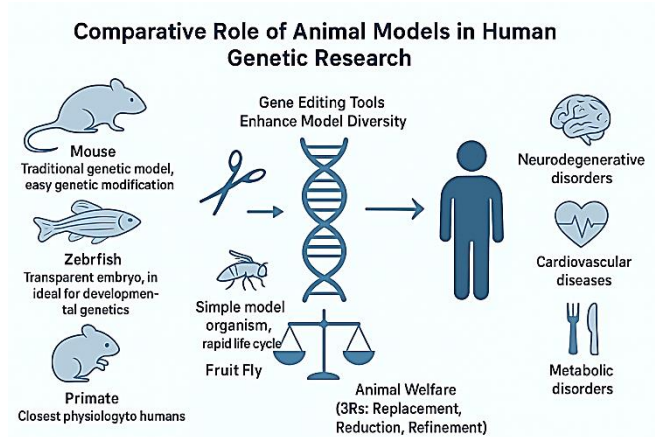 Comparative Role of Animal Models in Human
Genetic Research
Mouse
Traditional genetic model,
easy genetic modification
Zebrfish
Transparent embryo, in
ideal for developmen-
tal genetics
Primate
Closest physiologyto humans
Gene Editing Tools
Enhance Model Diversity
Simple model
organism,
rapid life cycle
Fruit Fly
Animal Welfare
(3Rs: Replacement,
Reduction, Refinement)
Neurodegenerative
disorders
Cardiovascular
diseases
Metabolic
disorders